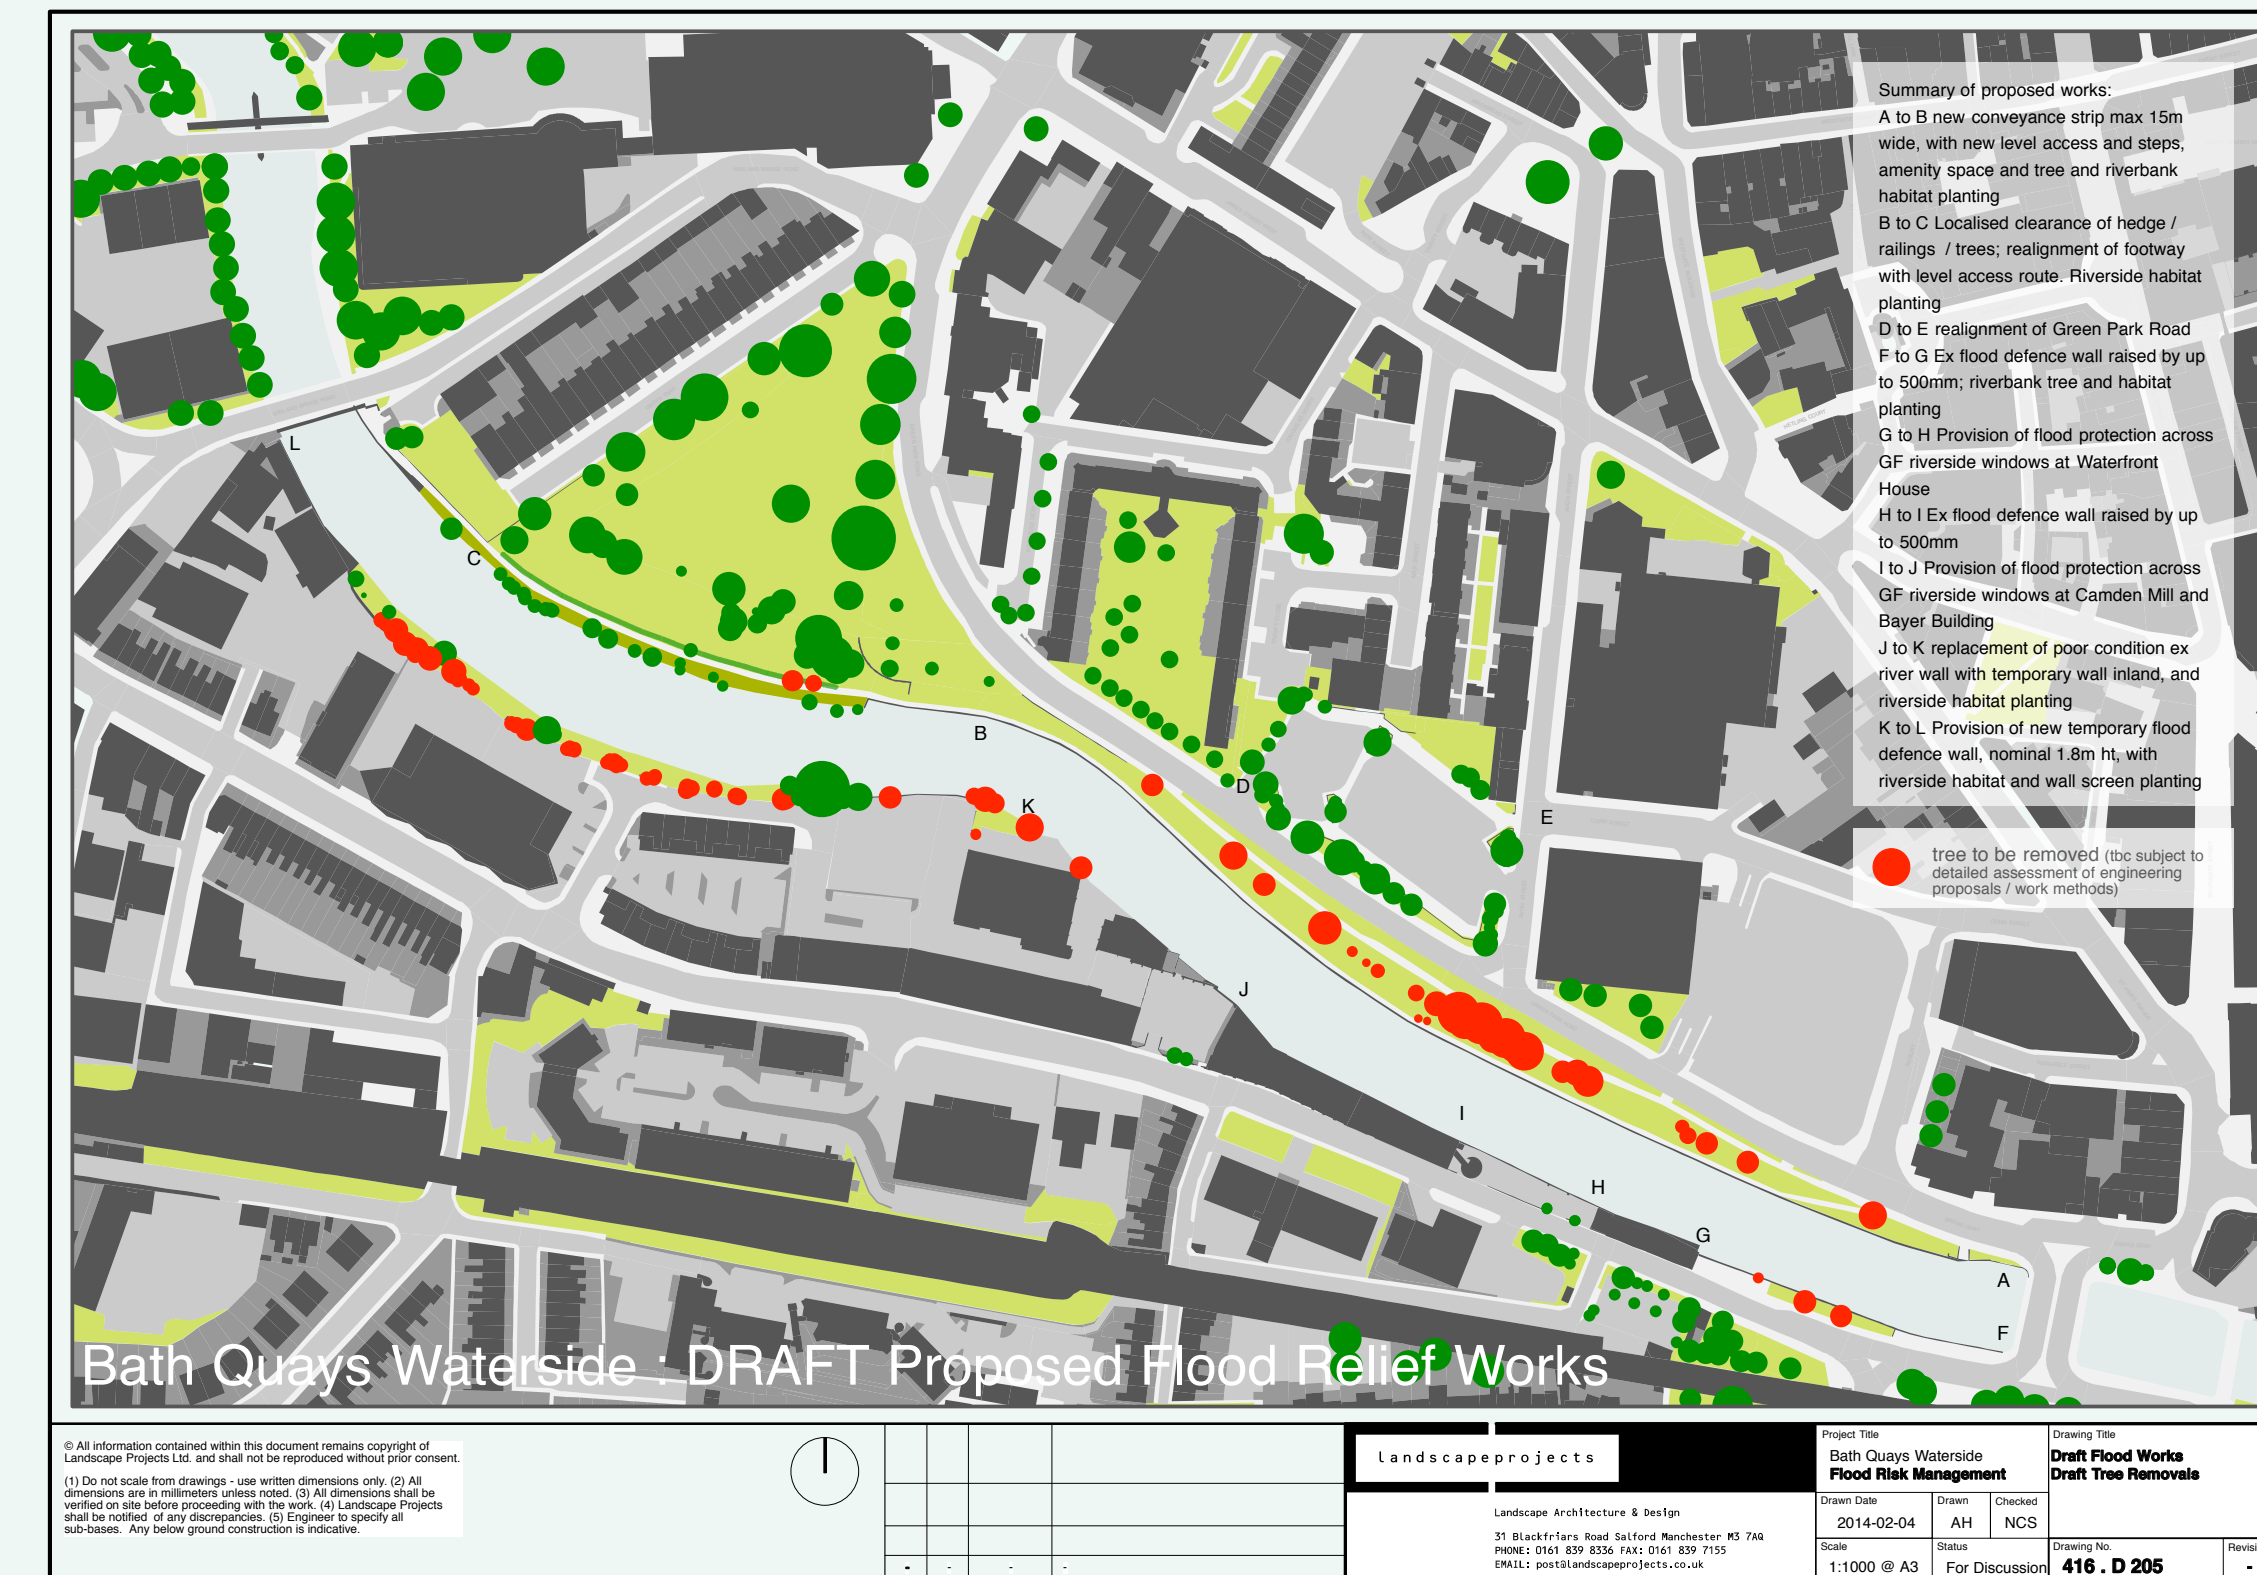 Summary of proposed works:
A to B new conveyance strip max 15m
wide, with new level access and steps,
amenity space and tree and riverbank
habitat planting
B to C Localised clearance of hedge /
railings / trees; realignment of footway
with level access route. Riverside habitat
planting
D to E realignment of Green Park Road
F to G Ex flood defence wall raised by up
to 500mm; riverbank tree and habitat
planting
G to H Provision of flood protection across
GF riverside windows at Waterfront
House
H to I Ex flood defence wall raised by up
to 500mm
I to J Provision of flood protection across
GF riverside windows at Camden Mill and
Bayer Building
J to K replacement of poor condition ex
river wall with temporary wall inland, and
riverside habitat planting
K to L Provision of new temporary flood
defence wall, nominal 1.8m ht, with
riverside habitat and wall screen planting
tree to be removed (tbc subject to
detailed assessment of engineering
proposals / work methods)
L
C
B
K
D
E
J
I
H
G
A
F
Bath Quays Waterside : DRAFT Proposed Flood Relief Works
© All information contained within this document remains copyright of
Landscape Projects Ltd. and shall not be reproduced without prior consent.
(1) Do not scale from drawings - use written dimensions only. (2) All
dimensions are in millimeters unless noted. (3) All dimensions shall be
verified on site before proceeding with the work. (4) Landscape Projects
shall be notified of any discrepancies. (5) Engineer to specify all
sub-bases. Any below ground construction is indicative.
- - - -
landscapeprojects
Landscape Architecture & Design
31 Blackfriars Road Salford Manchester M3 7AQ
PHONE: 0161 839 8336 FAX: 0161 839 7155
EMAIL: post@landscapeprojects.co.uk
Project Title
Bath Quays Waterside
Flood Risk Management
Drawing Title
Draft Flood Works
Draft Tree Removals
Drawn Date
2014-02-04
Drawn
AH
Checked
NCS
Scale
1:1000 @ A3
Status
For Discussion
Drawing No.
416 . D 205
Revisi
-